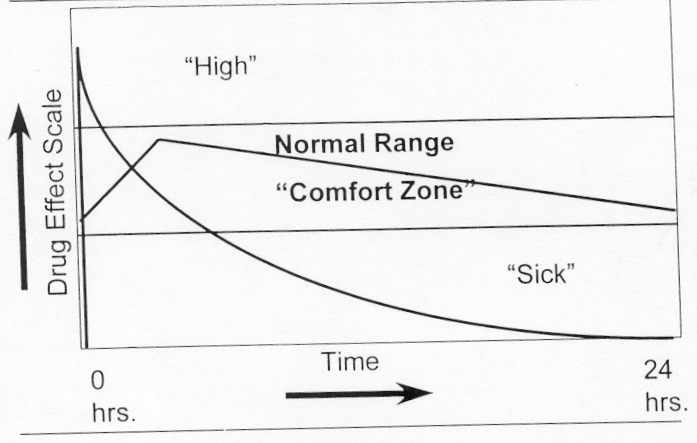 “High”
Normal Range
“Comfort Zone”
“Sick”
Drug Effect Scale
Time
0
hrs.
24
hrs.